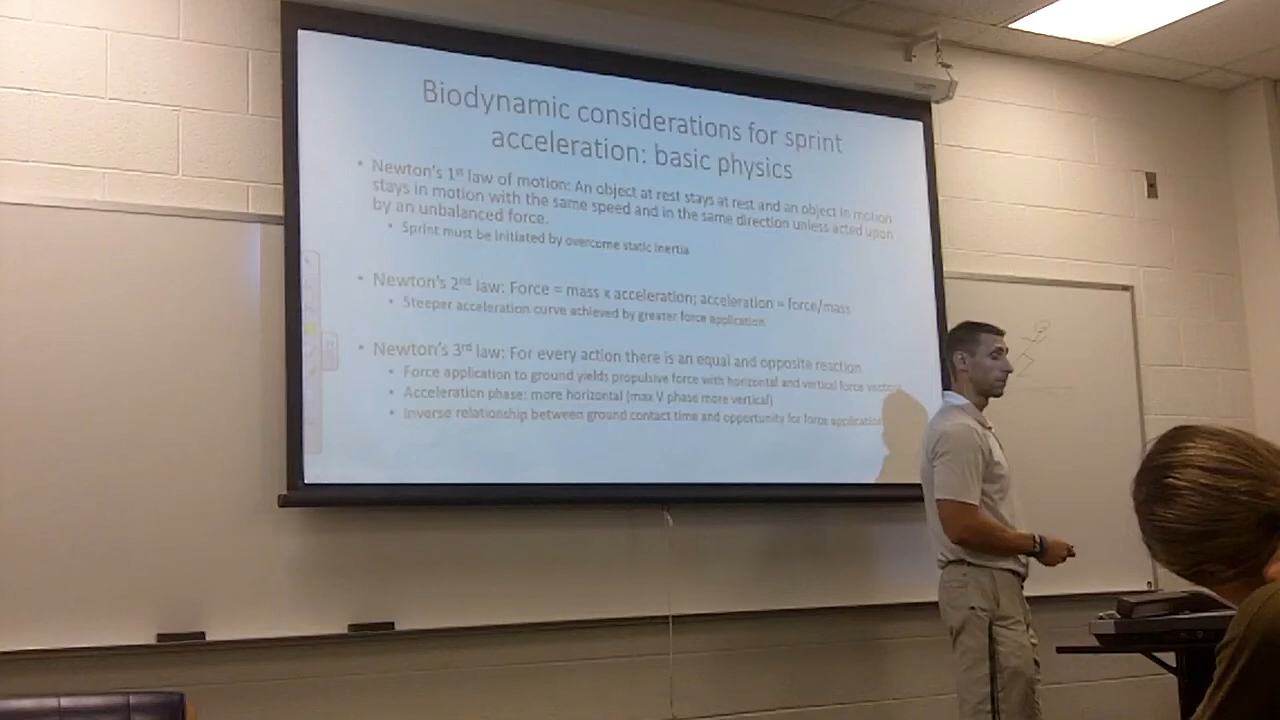 Biodynamic considerations for sprint
acceleration: basic physics
• Newton's 1st law of motion: An object at rest stays at rest and an object in motion
stays in motion with the same speed and in the same direction unless acted upon
by an unbalanced force.
• Sprint must be initiated by overcome static inertia
• Newton's 2nd law: Force = mass x acceleration; acceleration = force/mass
• Steeper acceleration curve achieved by greater force application
• Newton's 3rd law: For every action there is an equal and opposite reaction
• Force application to ground yields propulsive force with horizontal and vertical force vectors
• Acceleration phase: more horizontal (max V phase more vertical)
• Inverse relationship between ground contact time and opportunity for force application